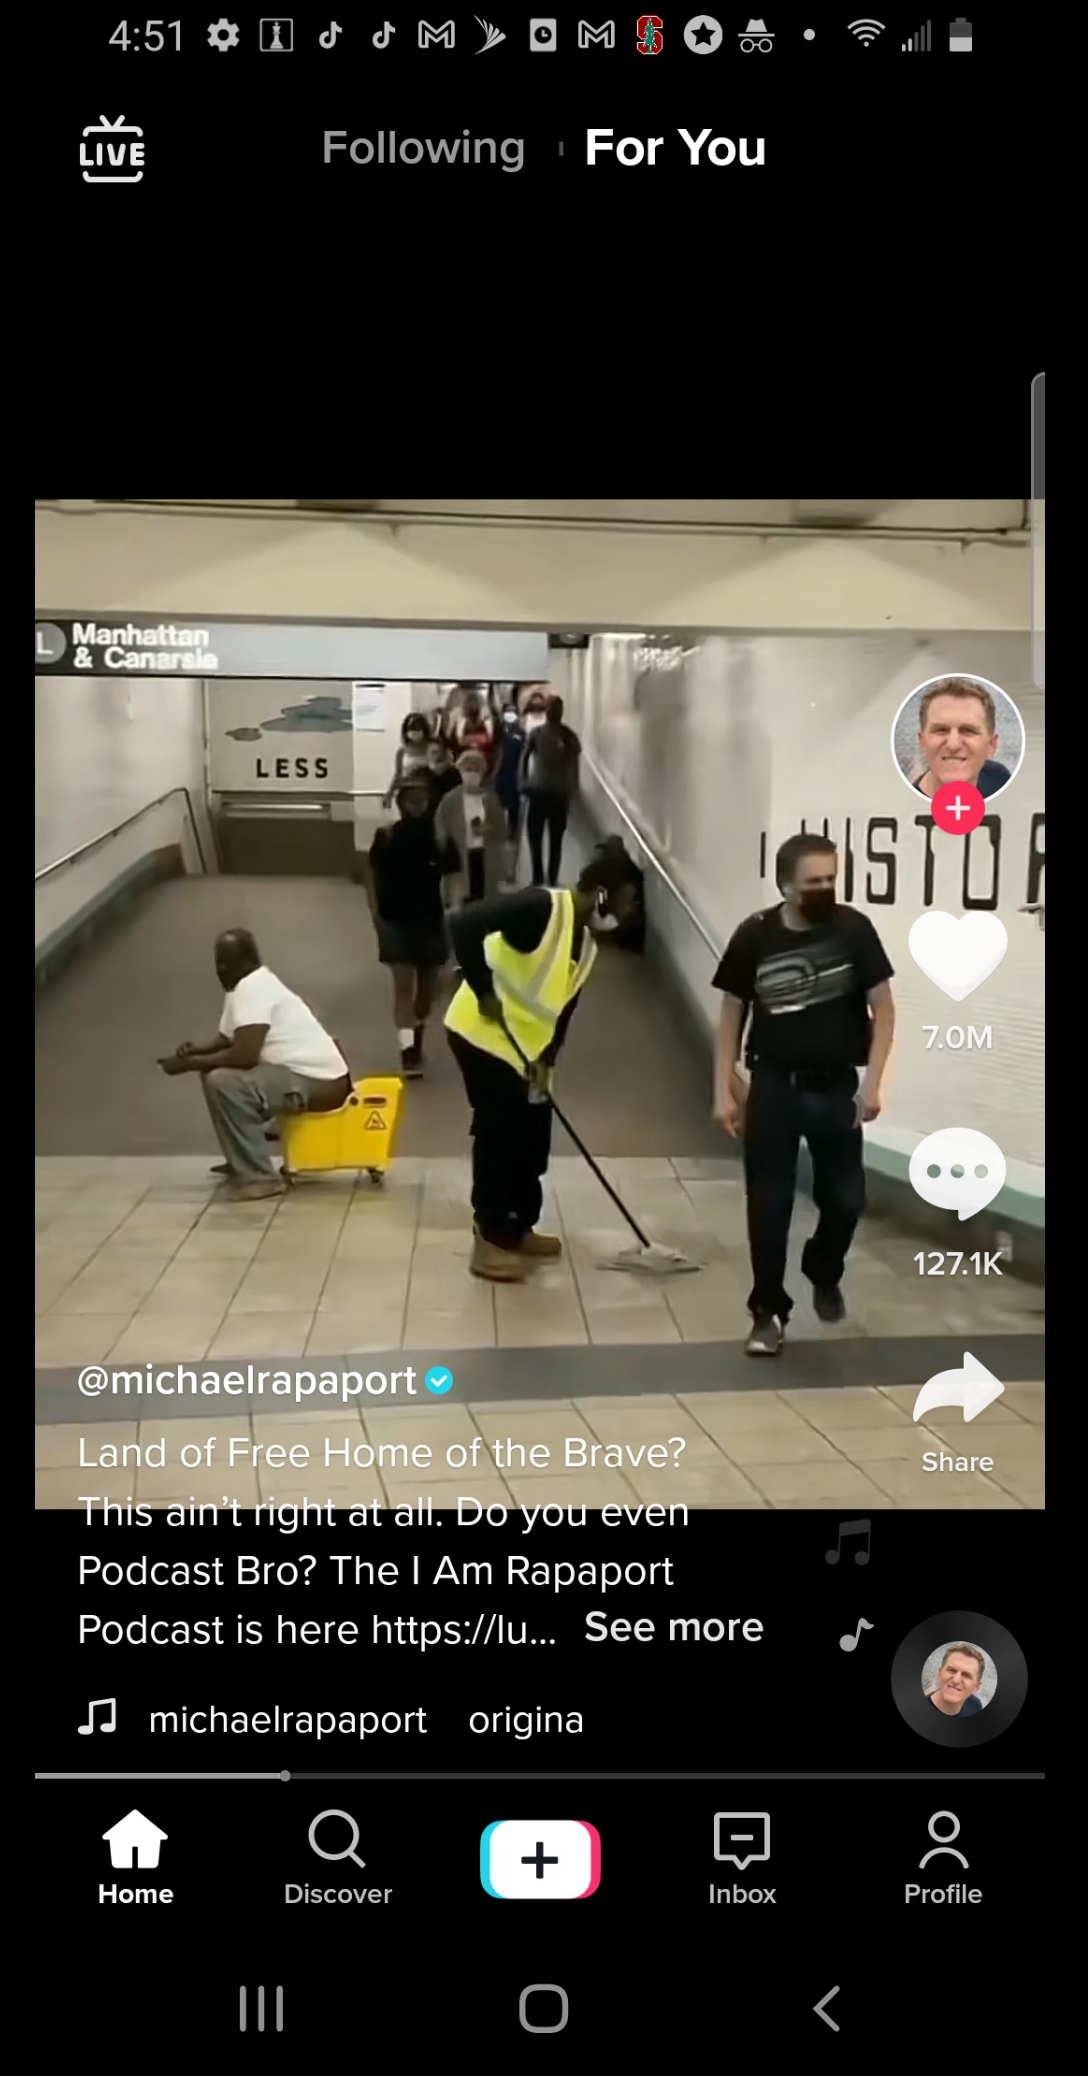 4:51
LIVE
Following
For You
L Manhattan
& Canarsie
LESS
HISTOR
7.0M
127.1K
@michaelrapaport
Land of Free Home of the Brave?
This ain’t right at all. Do you even
Podcast Bro? The I Am Rapaport
Podcast is here https://lu... See more
Share
michaelrapaport origina
Home
Discover
Inbox
Profile